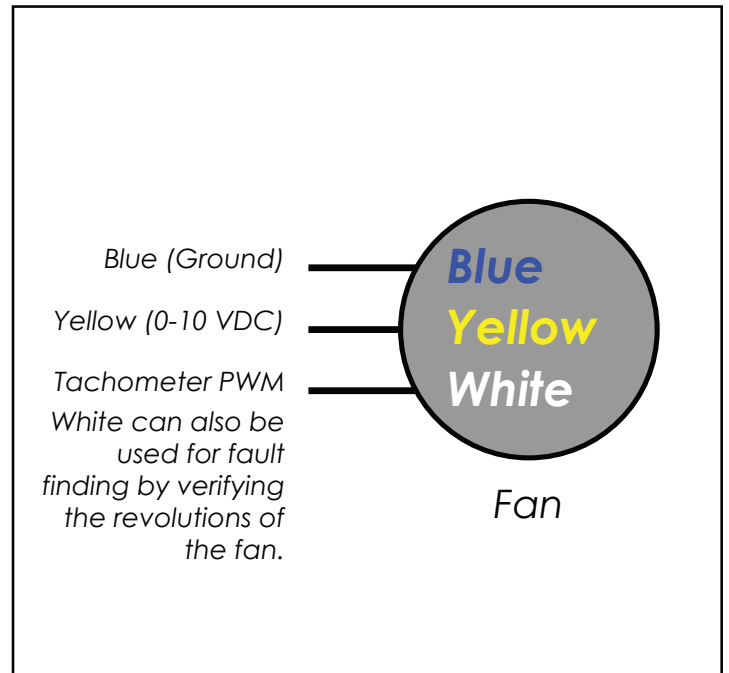 Blue (Ground)
Yellow (0-10 VDC)
Tachometer PWM
White can also be
used for fault
finding by verifying
the revolutions of
the fan.
Blue
Yellow
White
Fan